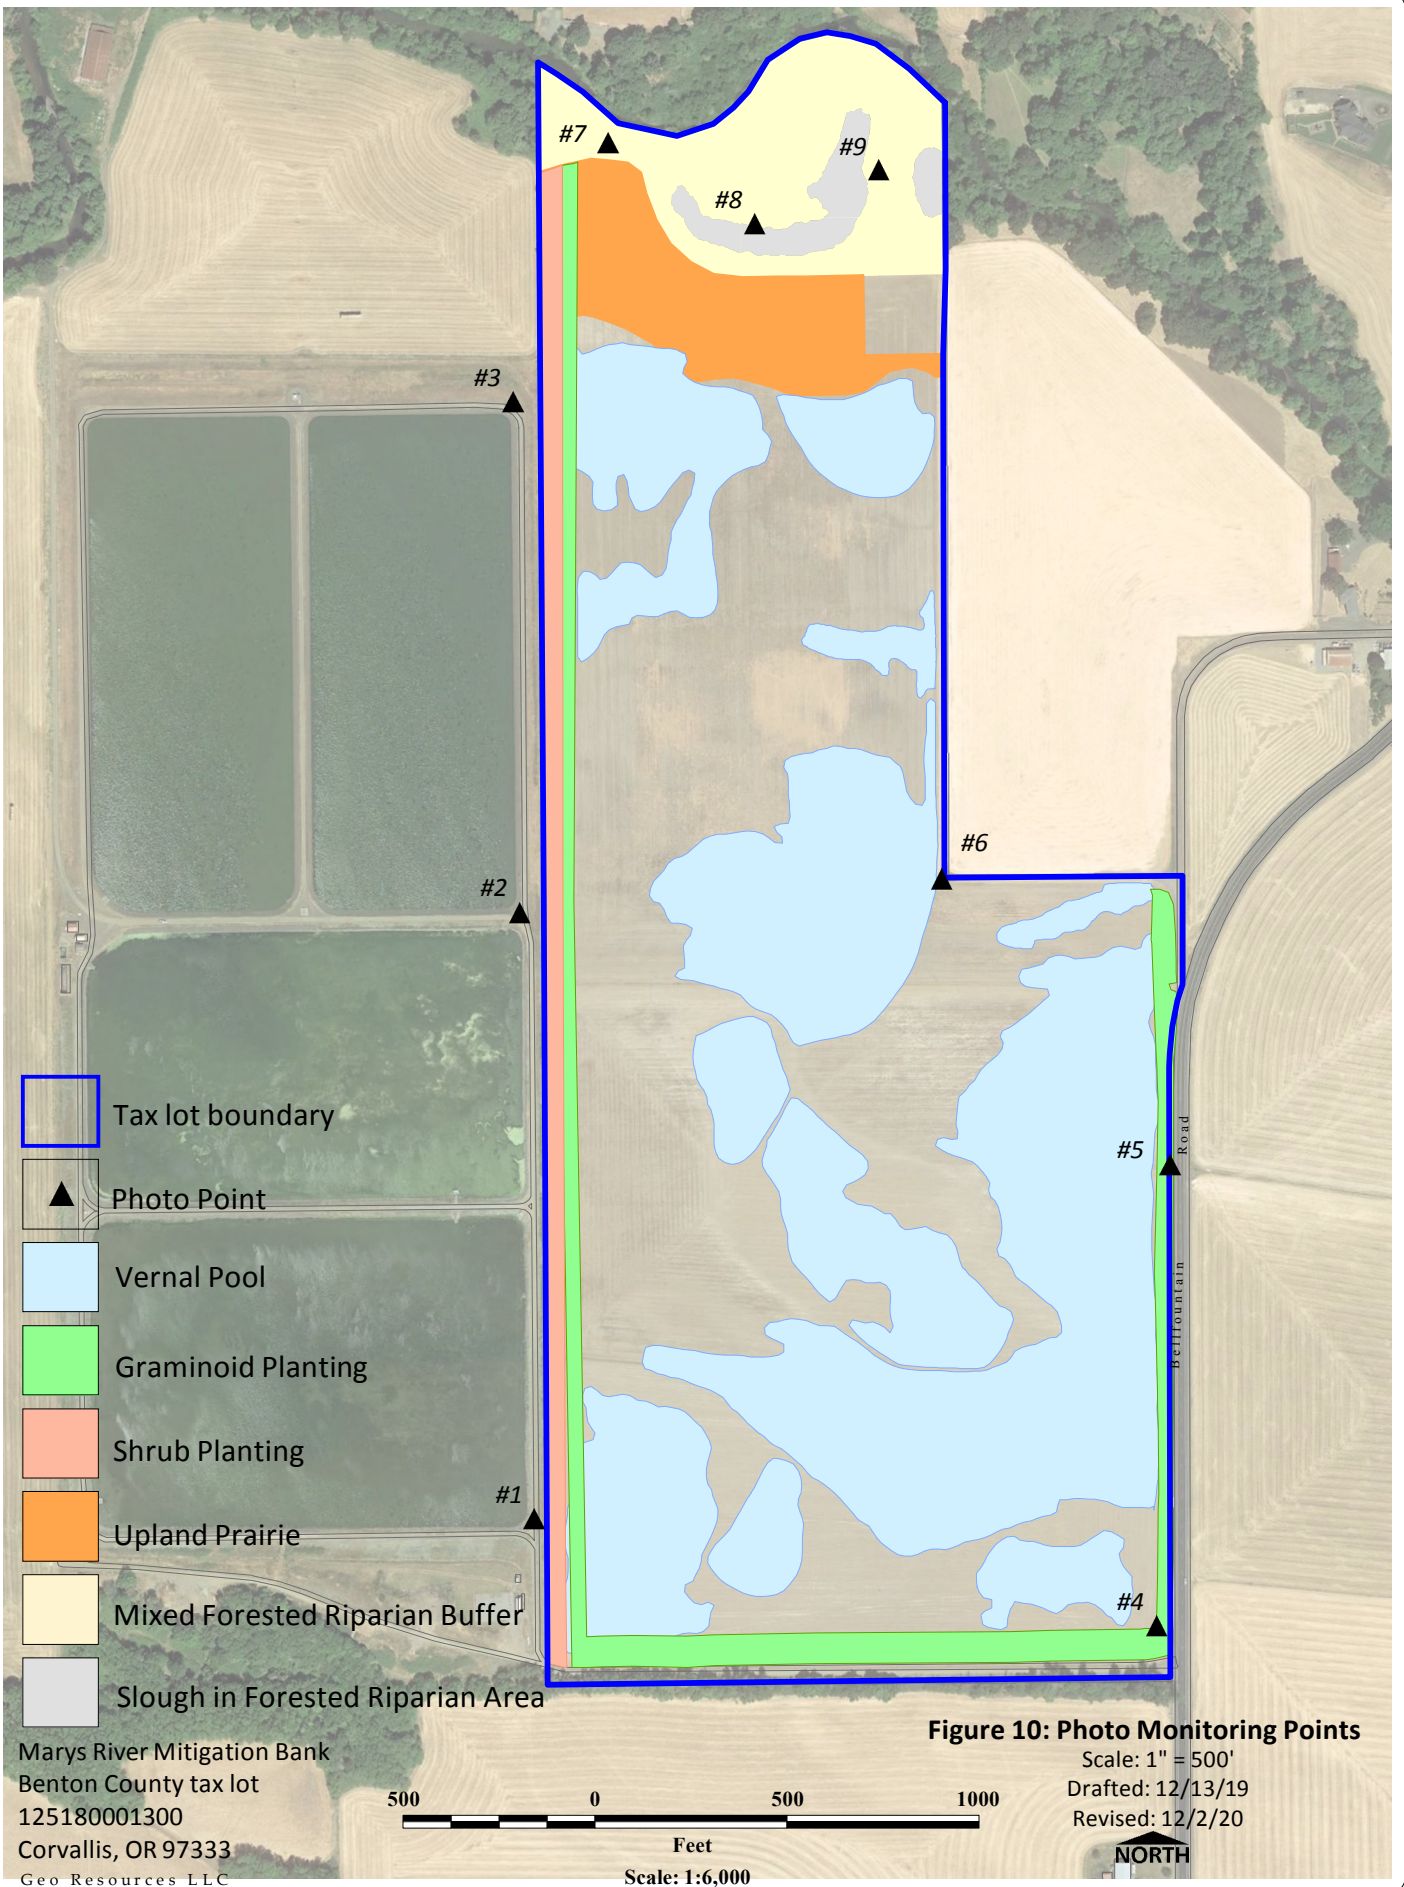 #7
#9
#8
#3
#6
#2
#5
Road
Bellfountain
#1
#4
Tax lot boundary
Photo Point
Vernal Pool
Graminoid Planting
Shrub Planting
Upland Prairie
Mixed Forested Riparian Buffer
Slough in Forested Riparian Area
Marys River Mitigation Bank
Benton County tax lot
125180001300
Corvallis, OR 97333
Geo Resources LLC
500 0 500 1000
Feet
Scale: 1:6,000
Figure 10: Photo Monitoring Points
Scale: 1" = 500'
Drafted: 12/13/19
Revised: 12/2/20
NORTH